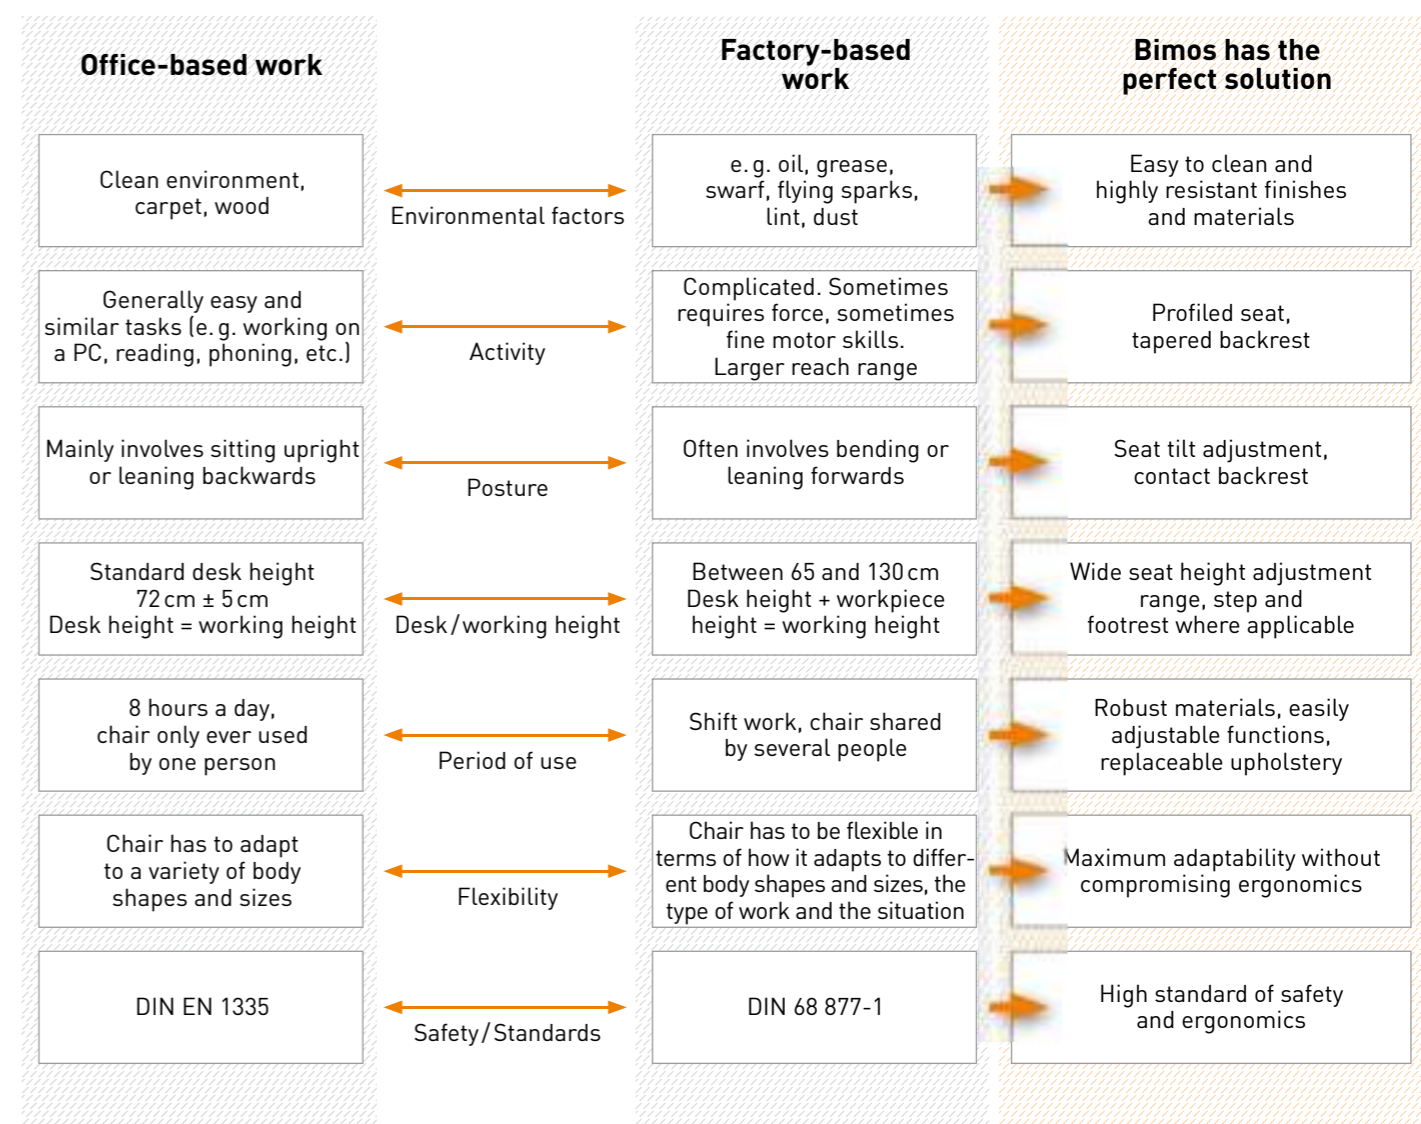 Office-based work
Factory-based
work
Bimos has the
perfect solution
Clean environment,
carpet, wood
Environmental factors
e. g. oil, grease,
swarf, flying sparks,
lint, dust
Easy to clean and
highly resistant finishes
and materials
Generally easy and
similar tasks (e. g. working on
a PC, reading, phoning, etc.)
Activity
Complicated. Sometimes
requires force, sometimes
fine motor skills.
Larger reach range
Profiled seat,
tapered backrest
Mainly involves sitting upright
or leaning backwards
Posture
Often involves bending or
leaning forwards
Seat tilt adjustment,
contact backrest
Standard desk height
72 cm ± 5 cm
Desk height = working height
Desk / working height
Between 65 and 130 cm
Desk height + workpiece
height = working height
Wide seat height adjustment
range, step and
footrest where applicable
8 hours a day,
chair only ever used
by one person
Period of use
Shift work, chair shared
by several people
Robust materials, easily
adjustable functions,
replaceable upholstery
Chair has to adapt
to a variety of body
shapes and sizes
Flexibility
Chair has to be flexible in
terms of how it adapts to differ-
ent body shapes and sizes, the
type of work and the situation
Maximum adaptability without
compromising ergonomics
DIN EN 1335
Safety / Standards
DIN 68 877-1
High standard of safety
and ergonomics